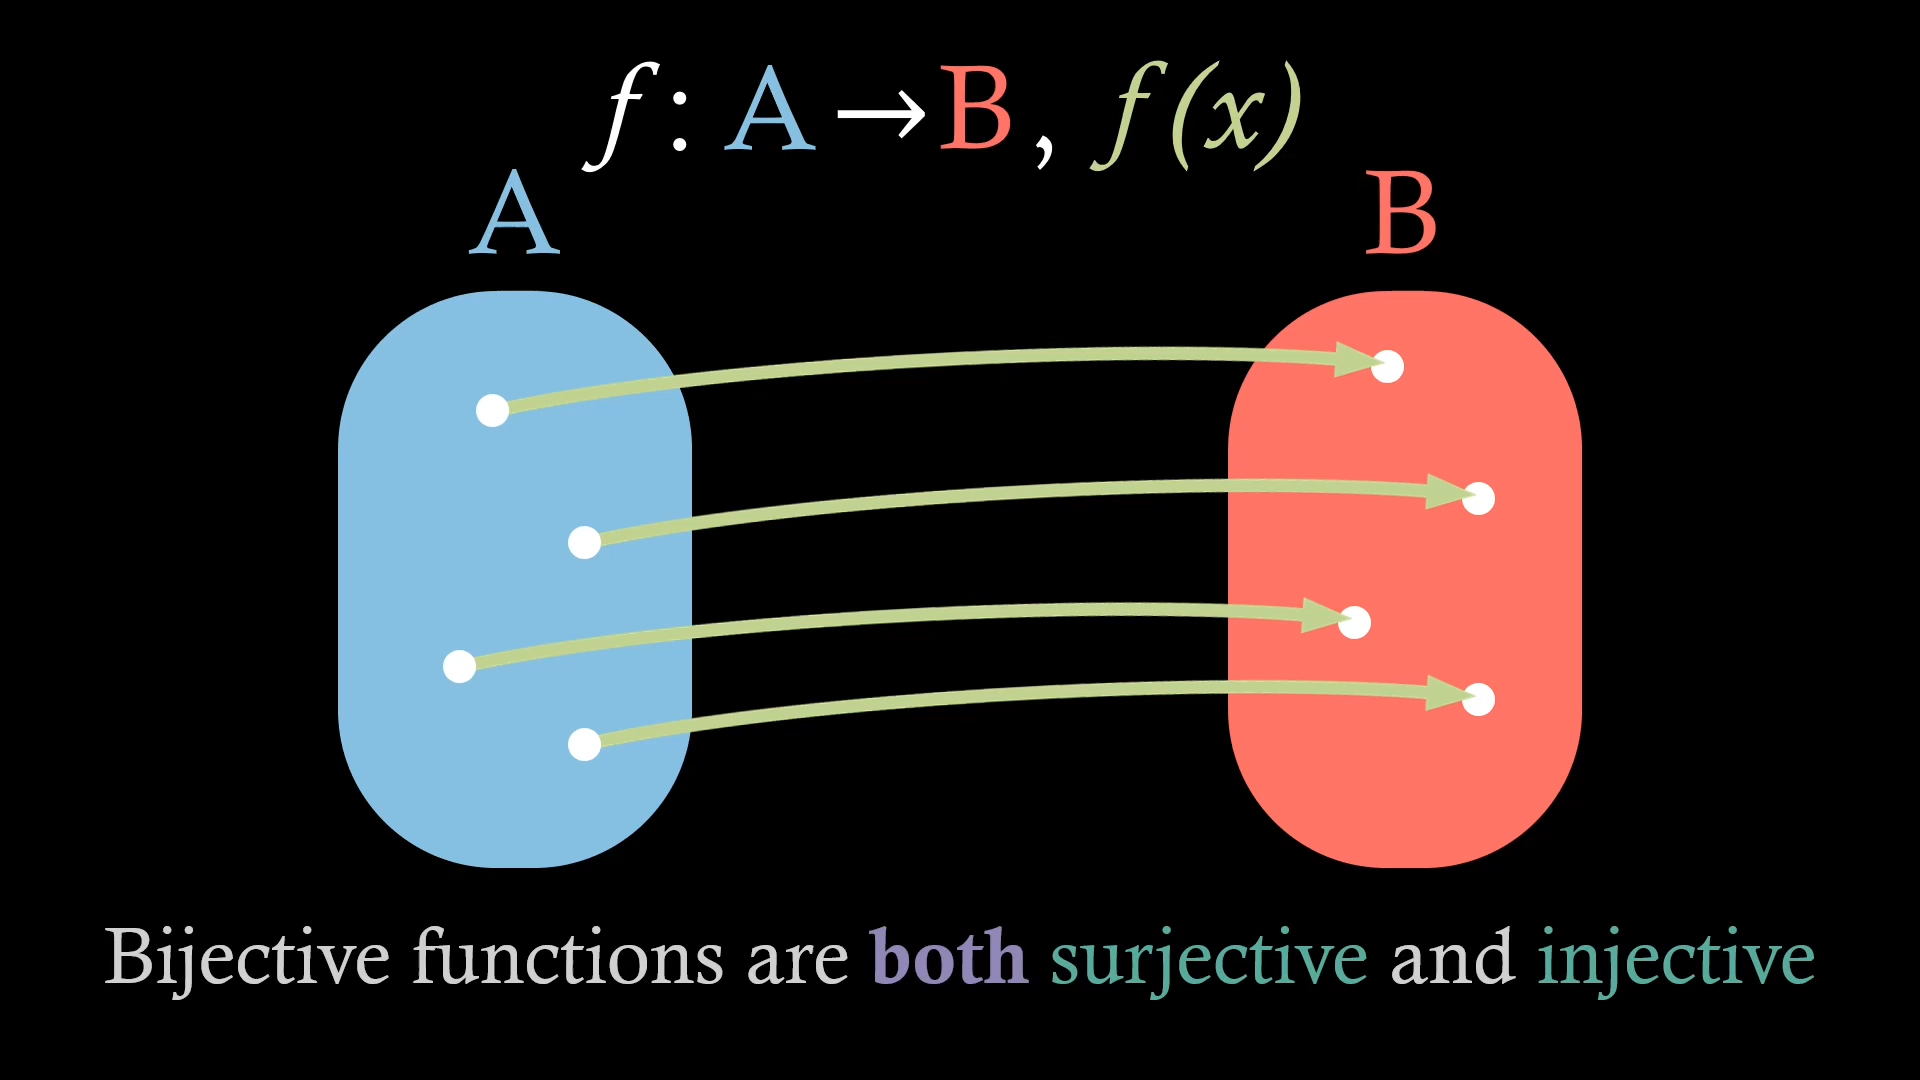 f : A → B , f (x)
A
B
Bijective functions are both surjective and injective